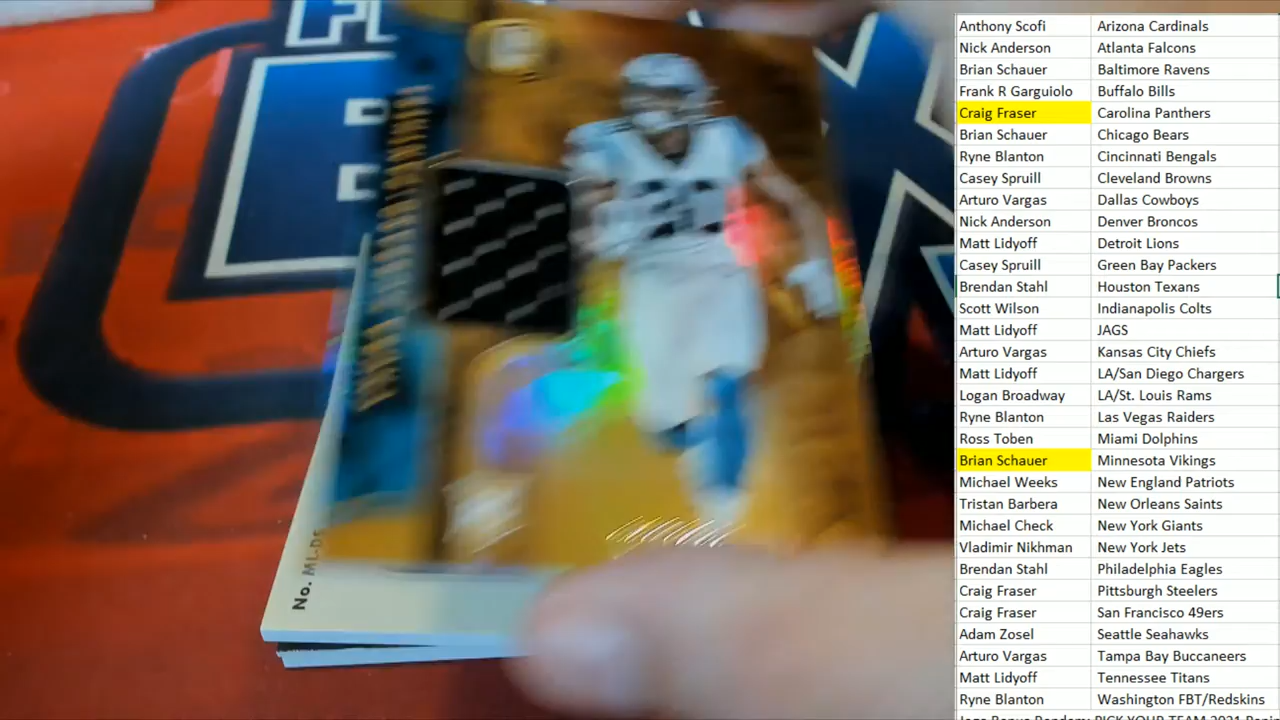 No. ML-DS
Anthony Scofi Arizona Cardinals
Nick Anderson Atlanta Falcons
Brian Schauer Baltimore Ravens
Frank R Garguiolo Buffalo Bills
Craig Fraser Carolina Panthers
Brian Schauer Chicago Bears
Ryne Blanton Cincinnati Bengals
Casey Spruill Cleveland Browns
Arturo Vargas Dallas Cowboys
Nick Anderson Denver Broncos
Matt Lidyoff Detroit Lions
Casey Spruill Green Bay Packers
Brendan Stahl Houston Texans
Scott Wilson Indianapolis Colts
Matt Lidyoff JAGS
Arturo Vargas Kansas City Chiefs
Matt Lidyoff LA/San Diego Chargers
Logan Broadway LA/St. Louis Rams
Ryne Blanton Las Vegas Raiders
Ross Toben Miami Dolphins
Brian Schauer Minnesota Vikings
Michael Weeks New England Patriots
Tristan Barbera New Orleans Saints
Michael Check New York Giants
Vladimir Nikhman New York Jets
Brendan Stahl Philadelphia Eagles
Craig Fraser Pittsburgh Steelers
Craig Fraser San Francisco 49ers
Adam Zosel Seattle Seahawks
Arturo Vargas Tampa Bay Buccaneers
Matt Lidyoff Tennessee Titans
Ryne Blanton Washington FBT/Redskins